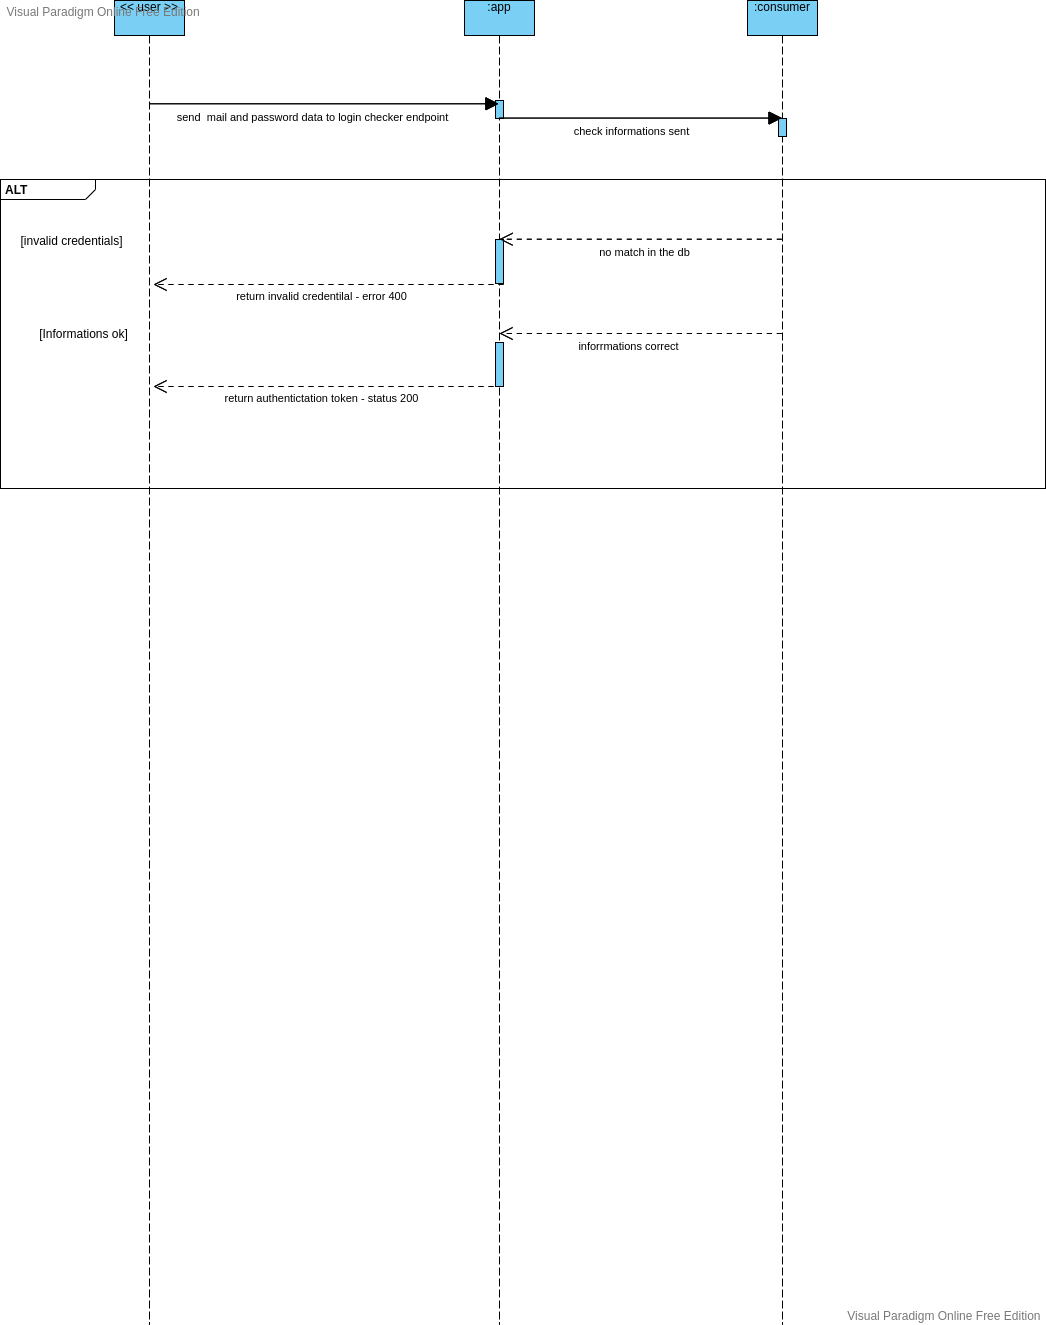 Visual Paradigm Online Free Edition
<< user >>
:app
:consumer
send  mail and password data to login checker endpoint
check informations sent
ALT
[invalid credentials]
no match in the db
return invalid credentilal - error 400
[Informations ok]
inforrmations correct
return authentictation token - status 200
Visual Paradigm Online Free Edition